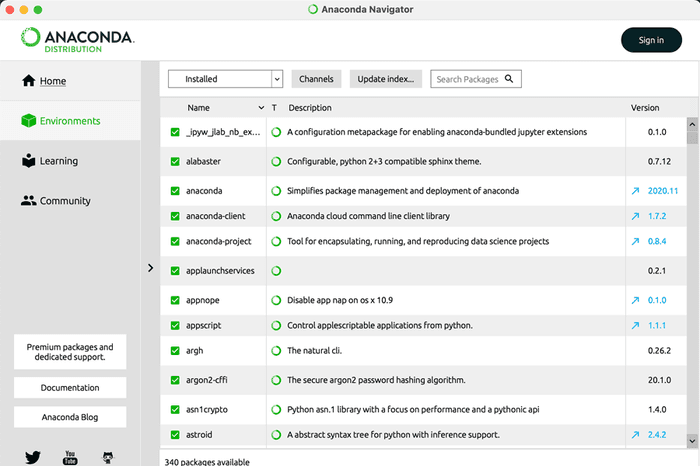 Anaconda Navigator
ANACONDA.
DISTRIBUTION
Sign in
Home
Environments
Learning
Community
Premium packages and
dedicated support.
Documentation
Anaconda Blog
You
Tube
Installed
Channels
Update index...
Search Packages
Name T Description Version
_ipyw_jlab_nb_ex... A configuration metapackage for enabling anaconda-bundled jupyter extensions 0.1.0
alabaster Configurable, python 2+3 compatible sphinx theme. 0.7.12
anaconda Simplifies package management and deployment of anaconda 2020.11
anaconda-client Anaconda cloud command line client library 1.7.2
anaconda-project Tool for encapsulating, running, and reproducing data science projects 0.8.4
applaunchservices 0.2.1
appnope Disable app nap on os x 10.9 0.1.0
appscript Control applescriptable applications from python. 1.1.1
argh The natural cli. 0.26.2
argon2-cffi The secure argon2 password hashing algorithm. 20.1.0
asn1crypto Python asn.1 library with a focus on performance and a pythonic api 1.4.0
astroid A abstract syntax tree for python with inference support. 2.4.2
340 packages available